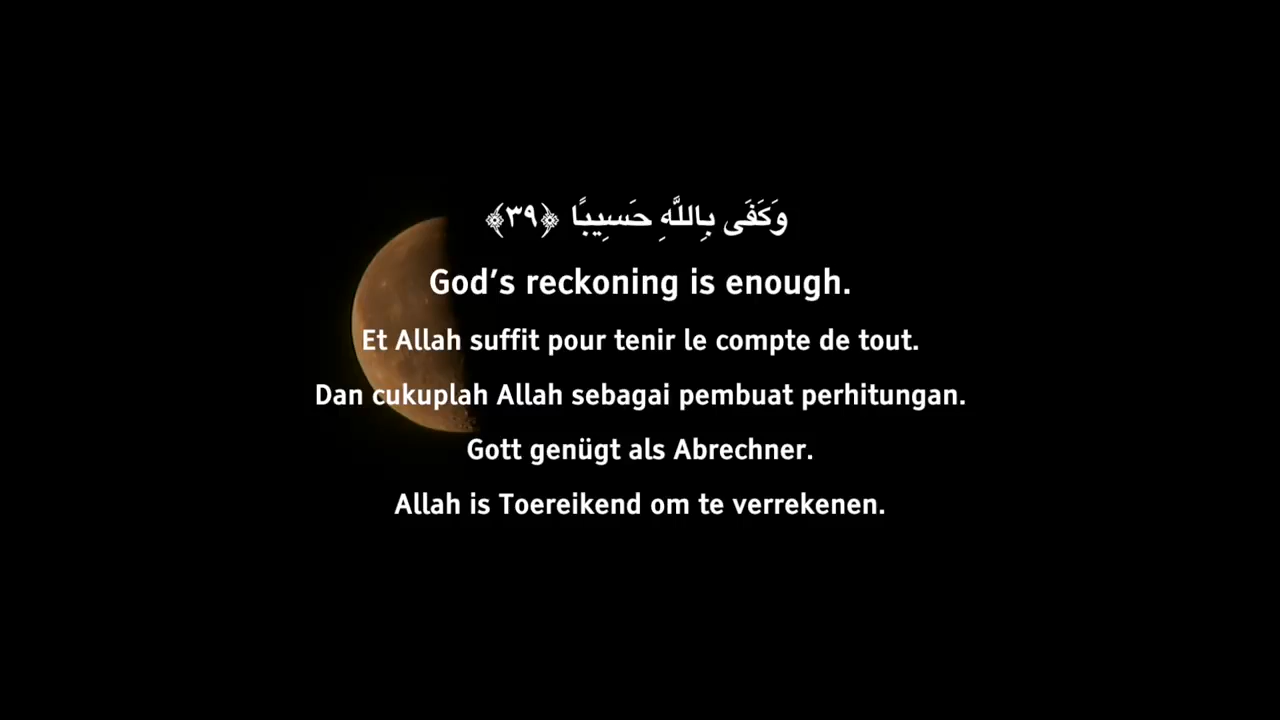 وَكَفَى بِاللَّهِ حَسِيبًا ﴿٣٩﴾
God’s reckoning is enough.
Et Allah suffit pour tenir le compte de tout.
Dan cukuplah Allah sebagai pembuat perhitungan.
Gott genügt als Abrechner.
Allah is Toereikend om te verrekenen.